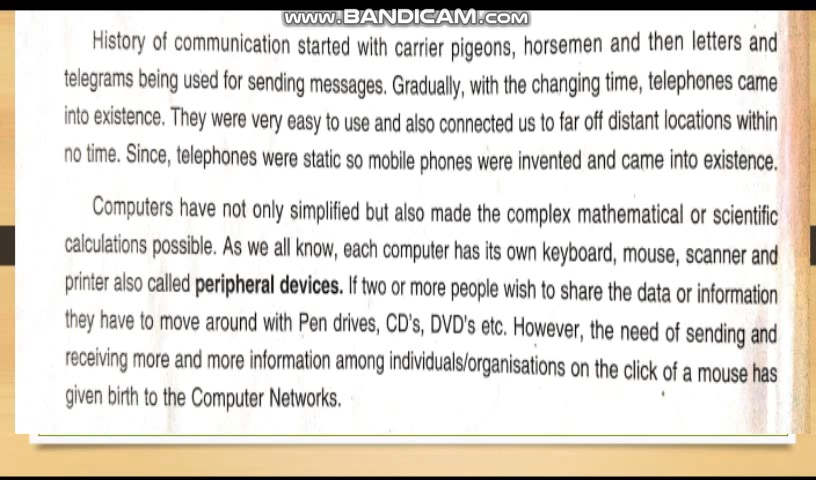 www.BANDICAM.com
History of communication started with carrier pigeons, horsemen and then letters and
telegrams being used for sending messages. Gradually, with the changing time, telephones came
into existence. They were very easy to use and also connected us to far off distant locations within
no time. Since, telephones were static so mobile phones were invented and came into existence.
Computers have not only simplified but also made the complex mathematical or scientific
calculations possible. As we all know, each computer has its own keyboard, mouse, scanner and
printer also called peripheral devices. If two or more people wish to share the data or information
they have to move around with Pen drives, CD's, DVD's etc. However, the need of sending and
receiving more and more information among individuals/organisations on the click of a mouse has
given birth to the Computer Networks.